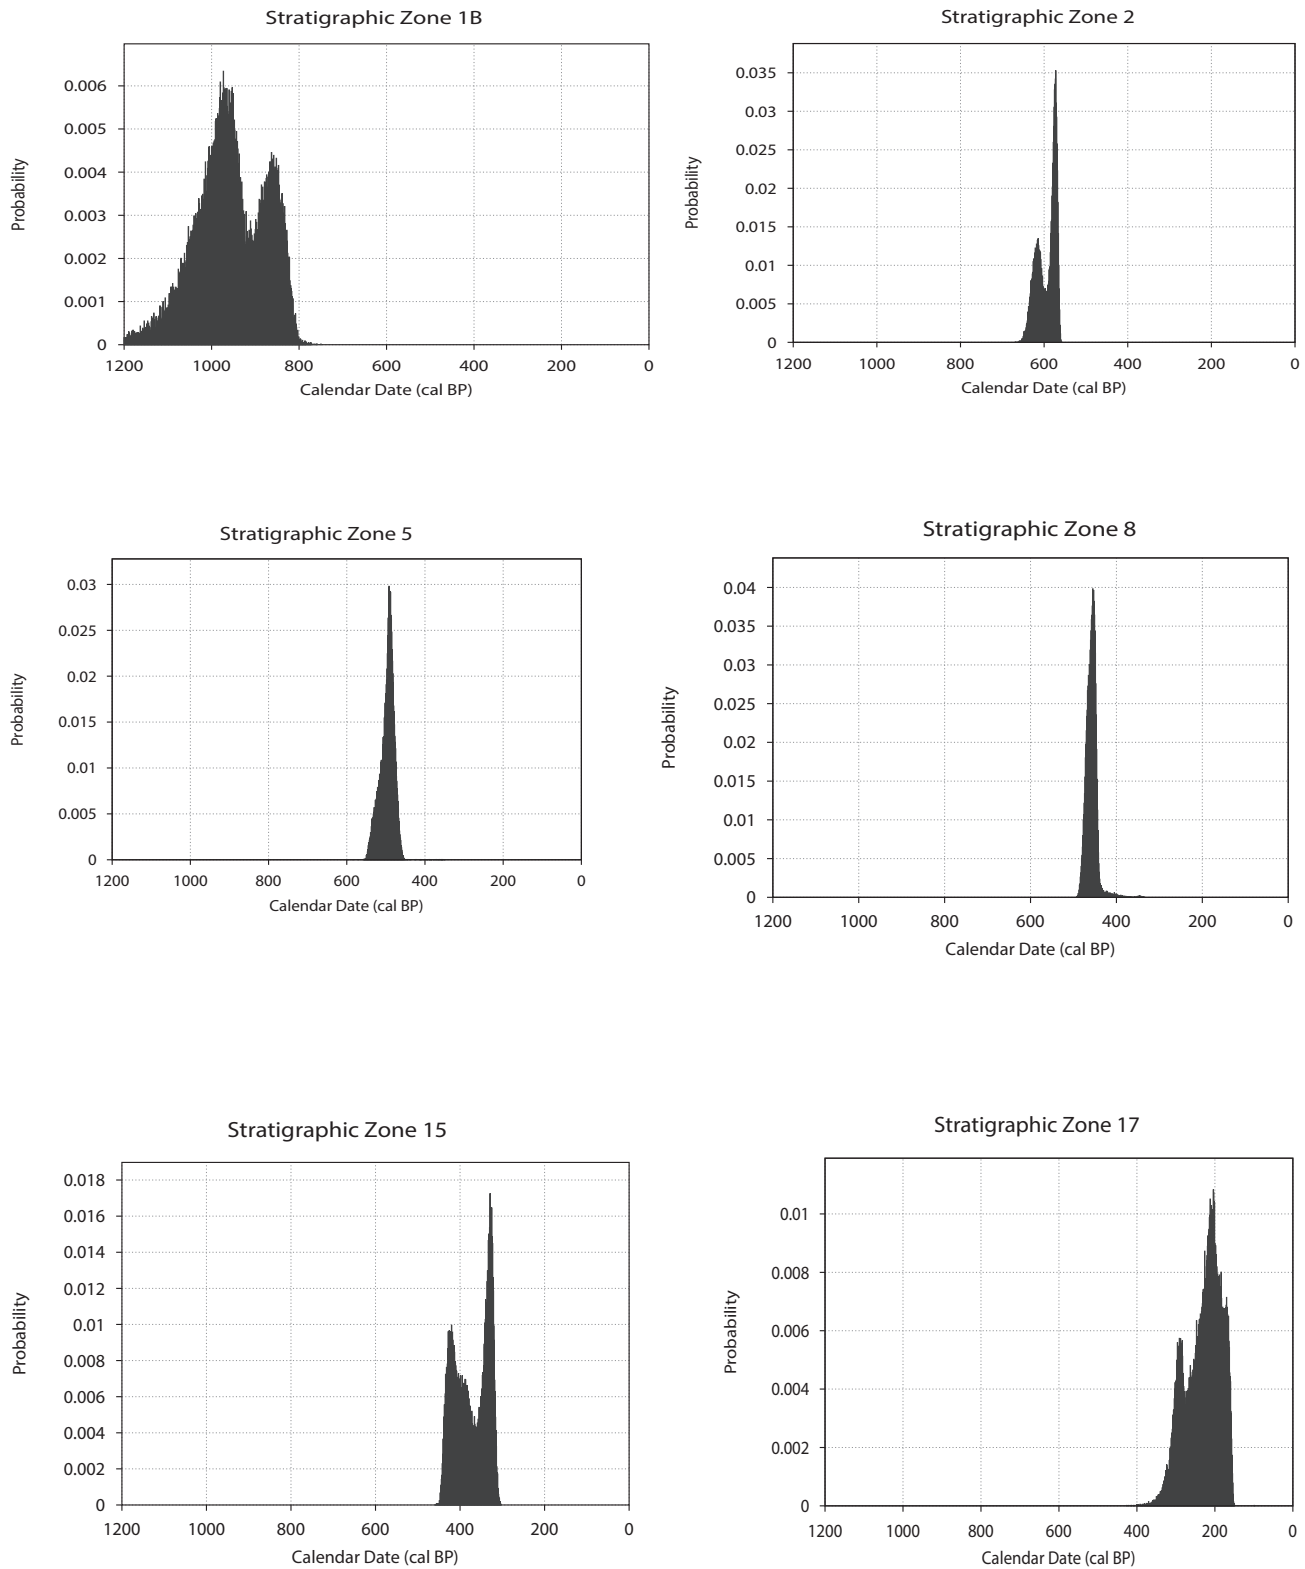 Stratigraphic Zone 1B
Probability
0.006
0.005
0.004
0.003
0.002
0.001
0
1200 1000 800 600 400 200 0
Calendar Date (cal BP)
Stratigraphic Zone 2
Probability
0.035
0.03
0.025
0.02
0.015
0.01
0.005
0
1200 1000 800 600 400 200 0
Calendar Date (cal BP)
Stratigraphic Zone 5
Probability
0.03
0.025
0.02
0.015
0.01
0.005
0
1200 1000 800 600 400 200 0
Calendar Date (cal BP)
Stratigraphic Zone 8
Probability
0.04
0.035
0.03
0.025
0.02
0.015
0.01
0.005
0
1200 1000 800 600 400 200 0
Calendar Date (cal BP)
Stratigraphic Zone 15
Probability
0.018
0.016
0.014
0.012
0.01
0.008
0.006
0.004
0.002
0
1200 1000 800 600 400 200 0
Calendar Date (cal BP)
Stratigraphic Zone 17
Probability
0.01
0.008
0.006
0.004
0.002
0
1200 1000 800 600 400 200 0
Calendar Date (cal BP)